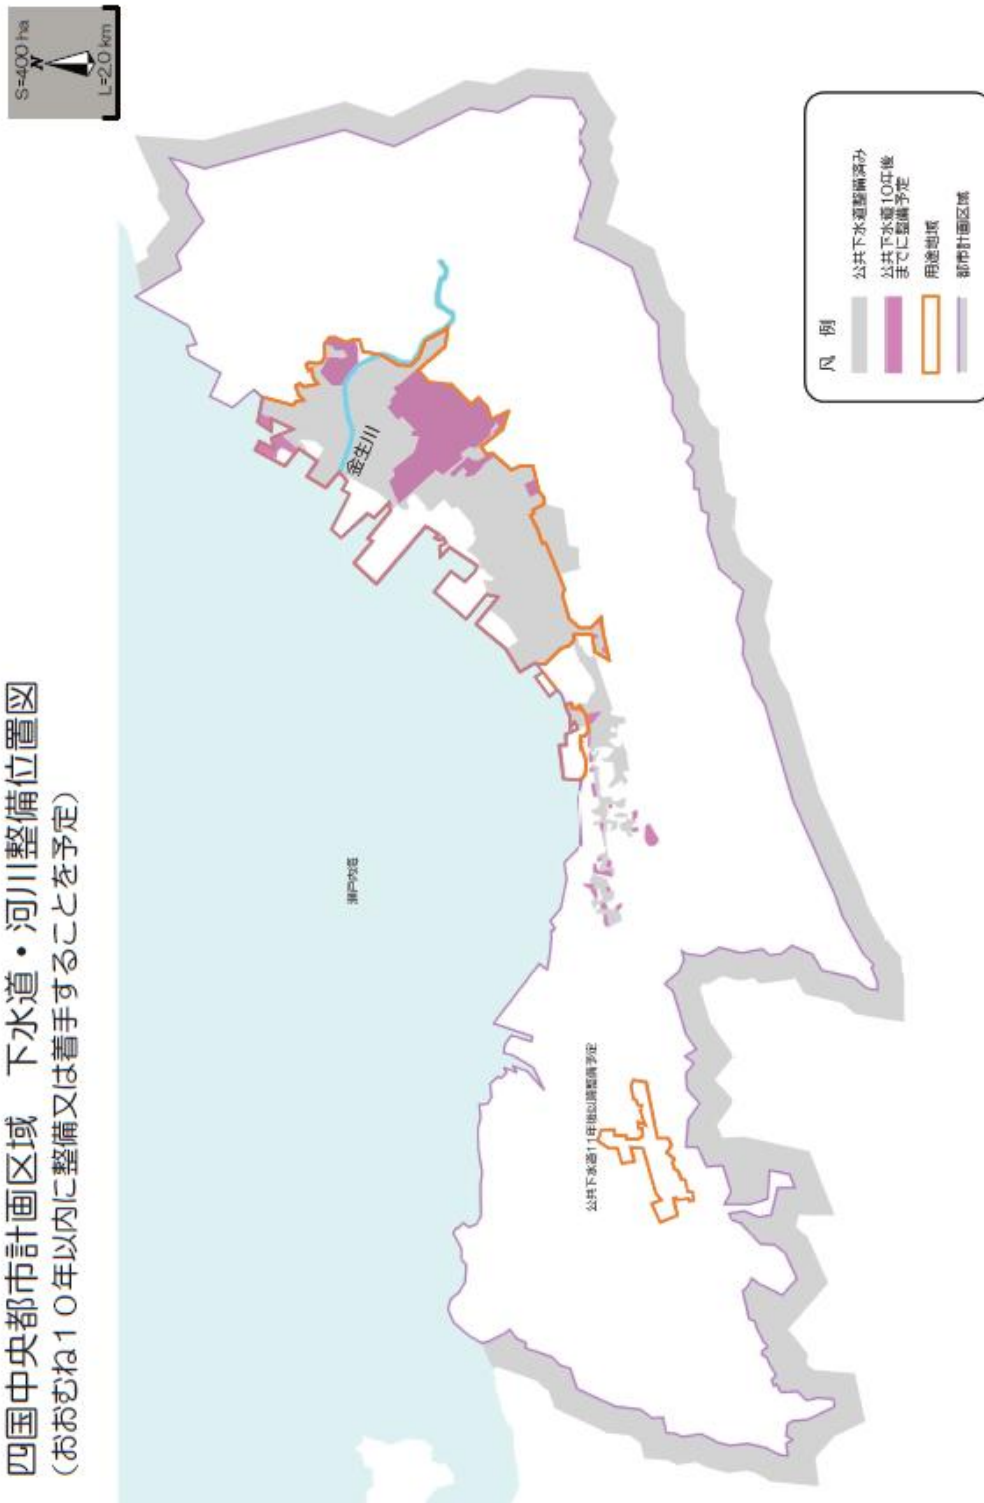 四国中央都市計画区域　下水道・河川整備位置図
(おおむね１０年以内に整備又は着手することを予定)
S=400 ha
N
L=2.0 km
瀬戸内海
金生川
公共下水道11年後以降整備予定
凡 例
公共下水道整備済み
公共下水道10年後
までに整備予定
用途地域
都市計画区域